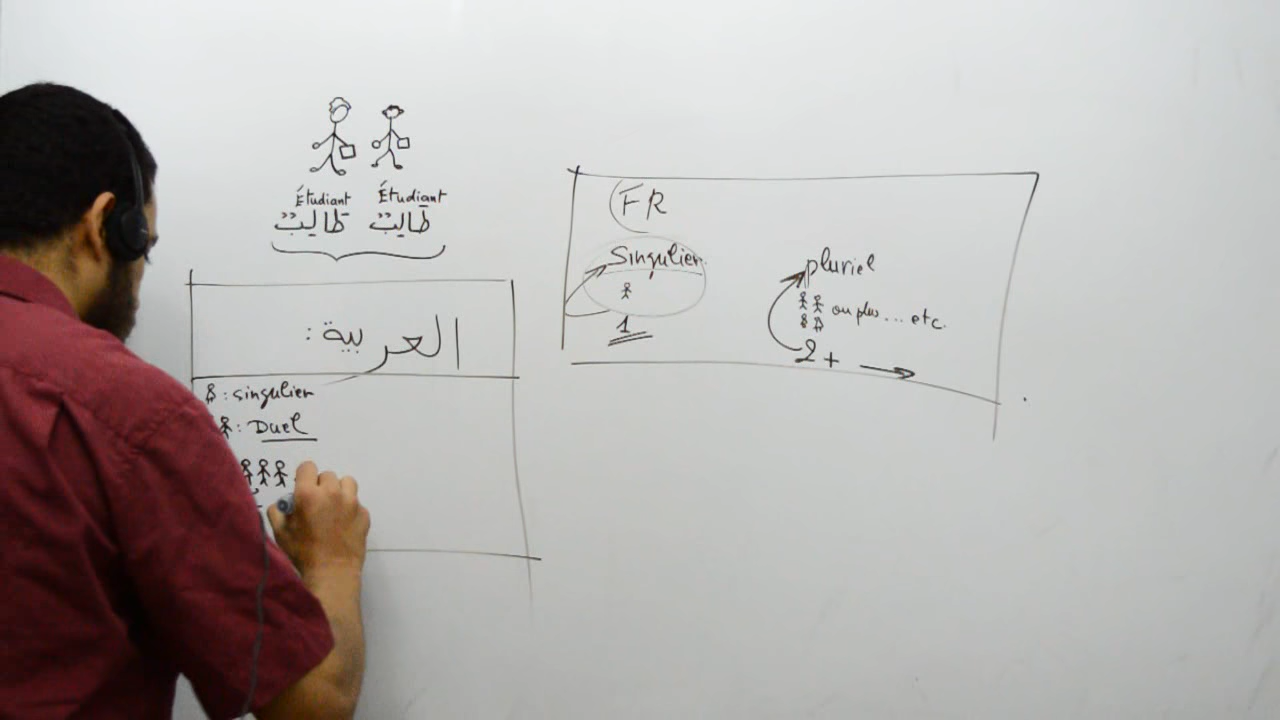 Étudiant Étudiant
طالبٌ طالبٌ
العربية :
: singulier
: Duel
FR
Singulier
1
pluriel
ou plus... etc.
2 +